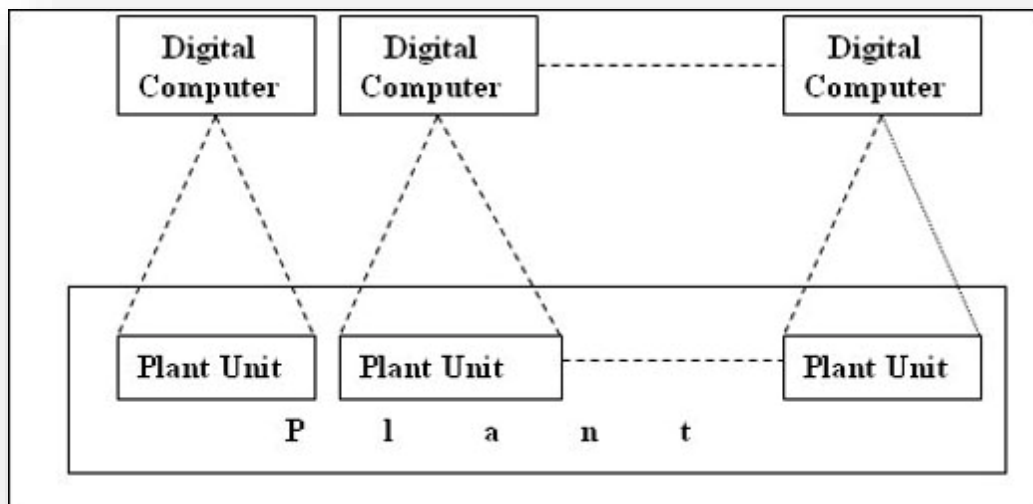 Digital
Computer
Digital
Computer
Digital
Computer
Plant Unit
Plant Unit
Plant Unit
P l a n t